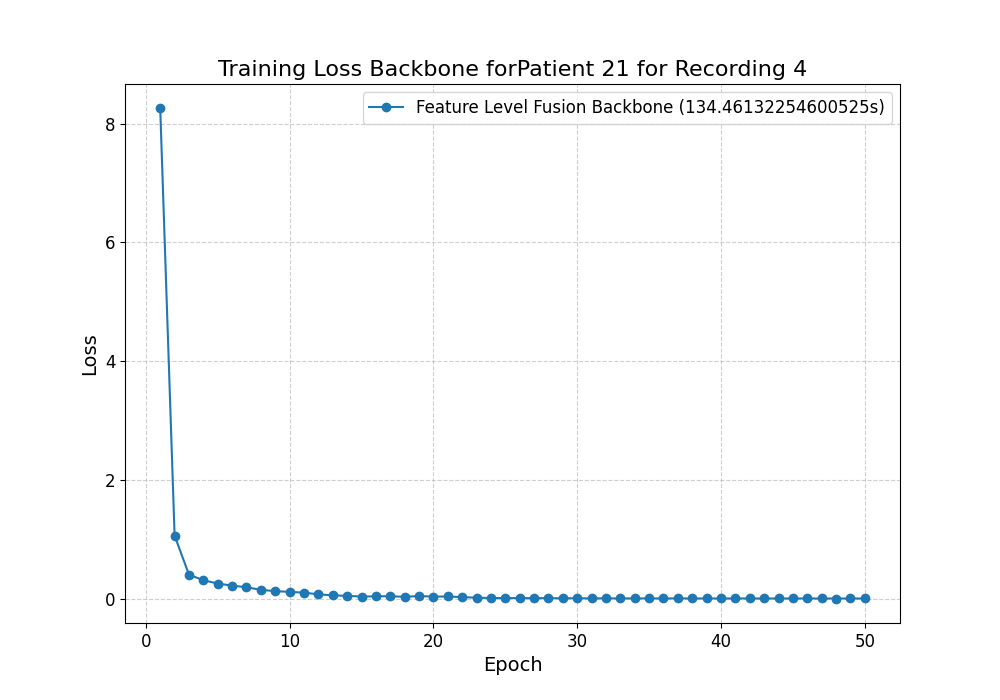 Training Loss Backbone forPatient 21 for Recording 4
Feature Level Fusion Backbone (134.46132254600525s)
8
6
4
2
0
Loss
0 10 20 30 40 50
Epoch